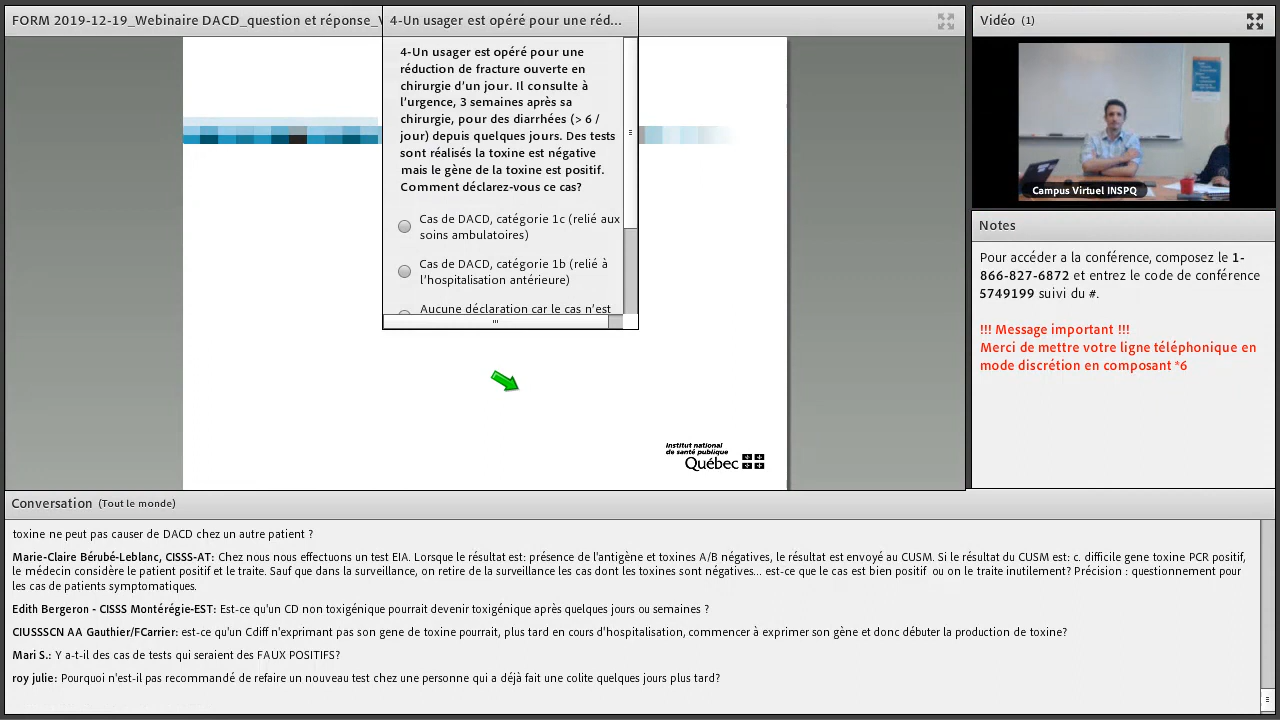 FORM 2019-12-19_Webinaire DACD_question et réponse_V
4-Un usager est opéré pour une réd...
4-Un usager est opéré pour une
réduction de fracture ouverte en
chirurgie d'un jour. Il consulte à
l'urgence, 3 semaines après sa
chirurgie, pour des diarrhées (> 6 /
jour) depuis quelques jours. Des tests
sont réalisés la toxine est négative
mais le gène de la toxine est positif.
Comment déclarez-vous ce cas?
Cas de DACD, catégorie 1c (relié aux
soins ambulatoires)
Cas de DACD, catégorie 1b (relié à
l'hospitalisation antérieure)
Aucune déclaration car le cas n'est
Institut national
de santé publique
Québec
Vidéo (1)
Campus Virtuel INSPQ
Notes
Pour accéder a la conférence, composez le 1-
866-827-6872 et entrez le code de conférence
5749199 suivi du #.
!!! Message important !!!
Merci de mettre votre ligne téléphonique en
mode discrétion en composant *6
Conversation (Tout le monde)
toxine ne peut pas causer de DACD chez un autre patient ?
Marie-Claire Bérubé-Leblanc, CISSS-AT: Chez nous nous effectuons un test EIA. Lorsque le résultat est: présence de l'antigène et toxines A/B négatives, le résultat est envoyé au CUSM. Si le résultat du CUSM est: c. difficile gene toxine PCR positif,
le médecin considère le patient positif et le traite. Sauf que dans la surveillance, on retire de la surveillance les cas dont les toxines sont négatives... est-ce que le cas est bien positif ou on le traite inutilement? Précision : questionnement pour
les cas de patients symptomatiques.
Edith Bergeron - CISSS Montérégie-EST: Est-ce qu'un CD non toxigénique pourrait devenir toxigénique après quelques jours ou semaines ?
CIUSSSCN AA Gauthier/FCarrier: est-ce qu'un Cdiff n'exprimant pas son gene de toxine pourrait, plus tard en cours d'hospitalisation, commencer à exprimer son gène et donc débuter la production de toxine?
Mari S.: Y a-t-il des cas de tests qui seraient des FAUX POSITIFS?
roy julie: Pourquoi n'est-il pas recommandé de refaire un nouveau test chez une personne qui a déjà fait une colite quelques jours plus tard?